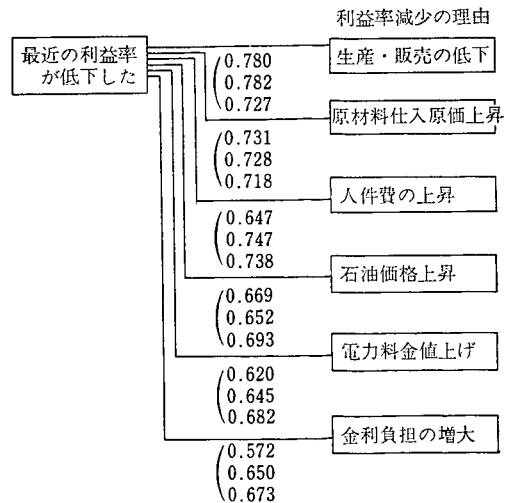 利益率減少の理由
最近の利益率
が低下した
生産・販売の低下
0.780
0.782
0.727
原材料仕入原価上昇
0.731
0.728
0.718
人件費の上昇
0.647
0.747
0.738
石油価格上昇
0.669
0.652
0.693
電力料金値上げ
0.620
0.645
0.682
金利負担の増大
0.572
0.650
0.673